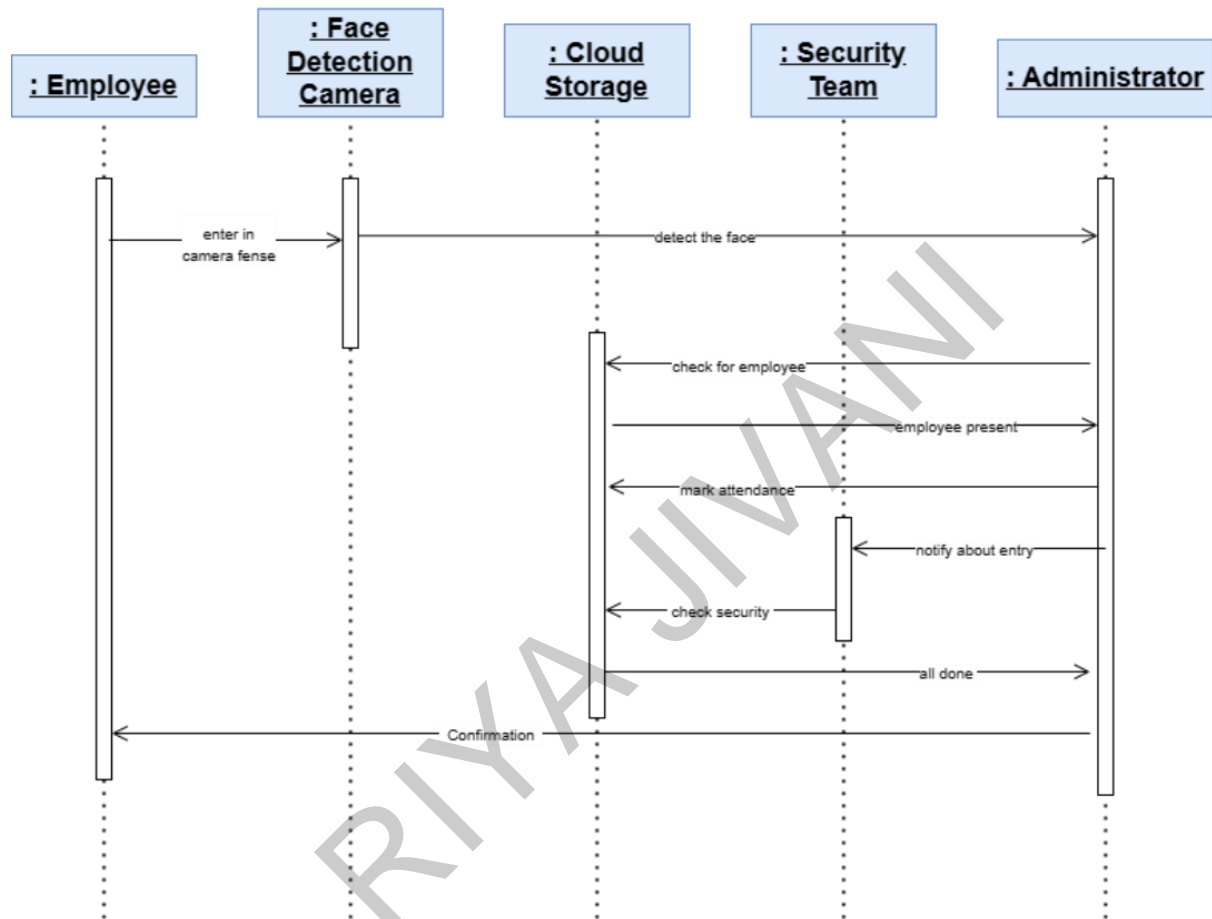 : Employee
: Face
Detection
Camera
: Cloud
Storage
: Security
Team
: Administrator
enter in
camera fense
detect the face
check for employee
employee present
mark attendance
notify about entry
check security
all done
Confirmation
RIYA JIVANI